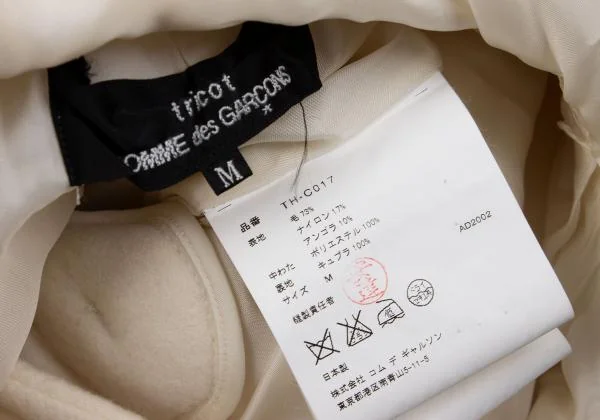 tricot
COMME des GARÇONS
M
品番 TH-C017
表地 毛 73%
ナイロン 17%
アンゴラ 10%
中わた ポリエステル 100%
裏地 キュプラ 100%
サイズ M
縫製責任者
AD2002
ドライ
日本製
株式会社 コム デ ギャルソン
東京都港区南青山5-11-5